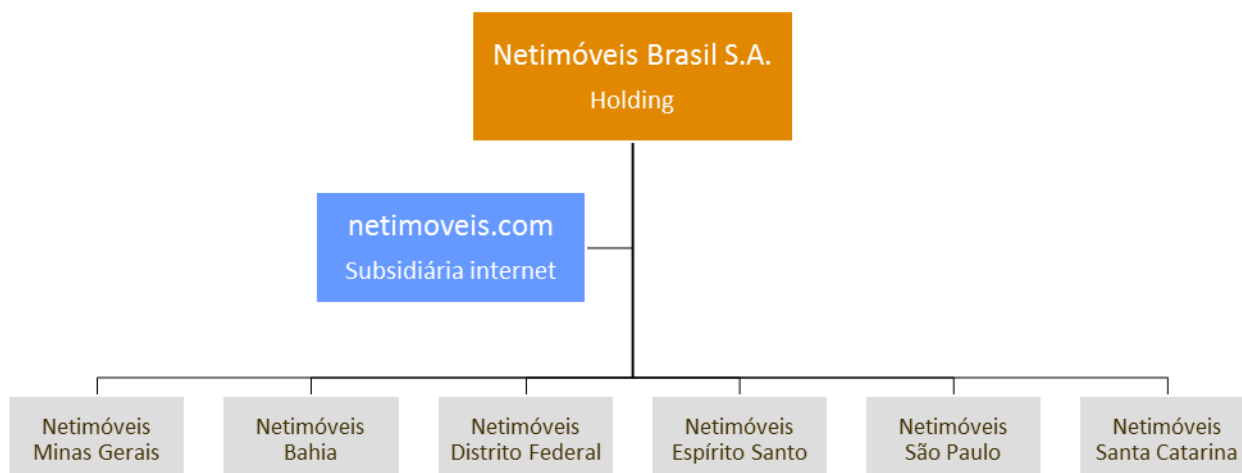 Netimóveis Brasil S.A.
Holding
netimoveis.com
Subsidiária internet
Netimóveis
Minas Gerais
Netimóveis
Bahia
Netimóveis
Distrito Federal
Netimóveis
Espírito Santo
Netimóveis
São Paulo
Netimóveis
Santa Catarina